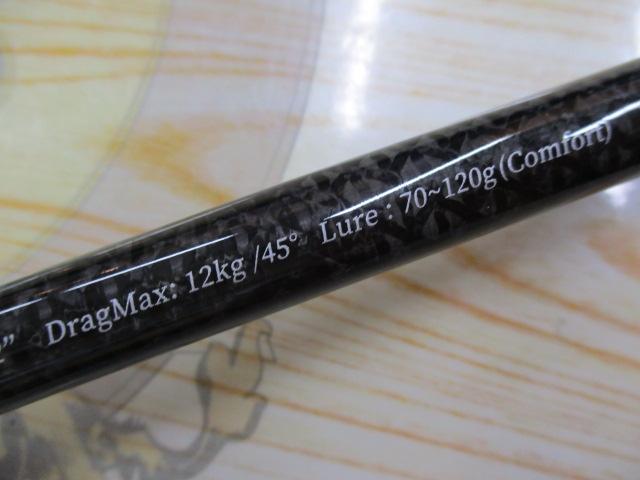 ” DragMax: 12kg /45° Lure : 70~120g(Comfort)